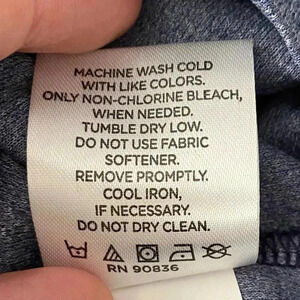 MACHINE WASH COLD
WITH LIKE COLORS.
ONLY NON-CHLORINE BLEACH,
WHEN NEEDED.
TUMBLE DRY LOW.
DO NOT USE FABRIC
SOFTENER.
REMOVE PROMPTLY.
COOL IRON,
IF NECESSARY.
DO NOT DRY CLEAN.
RN 90836